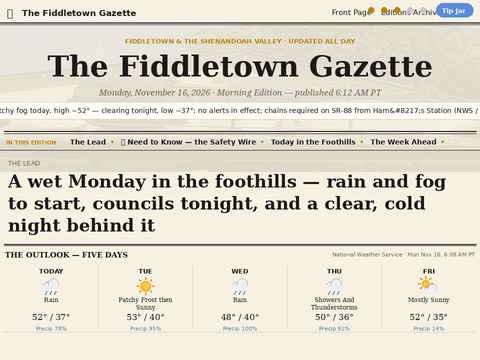 The Fiddletown Gazette
Front Page Editions Archiv
Tip Jar
FIDDLETOWN & THE SHENANDOAH VALLEY · UPDATED ALL DAY
The Fiddletown Gazette
Monday, November 16, 2026 · Morning Edition — published 6:12 AM PT
tchy fog today, high ~52° — clearing tonight, low ~37°; no alerts in effect; chains required on SR-88 from Ham&#8217;s Station (NWS /
IN THIS EDITION The Lead • Need to Know — the Safety Wire • Today in the Foothills • The Week Ahead •
THE LEAD
A wet Monday in the foothills — rain and fog
to start, councils tonight, and a clear, cold
night behind it
THE OUTLOOK — FIVE DAYS
National Weather Service · Mon Nov 16, 6:08 AM PT
TODAY TUE WED THU FRI
Rain Patchy Frost then Sunny Rain Showers And Thunderstorms Mostly Sunny
52° / 37° 53° / 40° 48° / 40° 50° / 36° 52° / 35°
Precip 78% Precip 95% Precip 100% Precip 91% Precip 14%